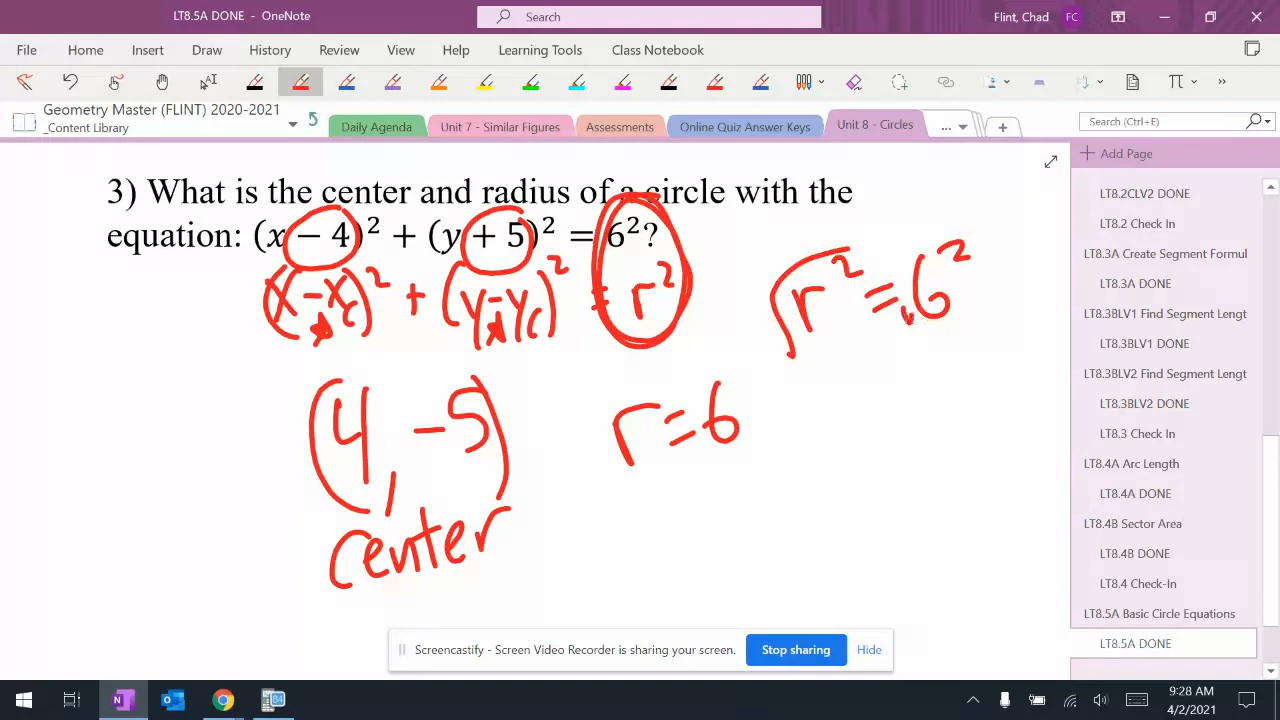 LT8.5A DONE - OneNote
Search
Flint, Chad
FC
File Home Insert Draw History Review View Help Learning Tools Class Notebook
Geometry Master (FLINT) 2020-2021
_Content Library
Daily Agenda
Unit 7 - Similar Figures
Assessments
Online Quiz Answer Keys
Unit 8 - Circles
...
Search (Ctrl+E)
Add Page
LT8.2CLV2 DONE
LT8.2 Check In
LT8.3A Create Segment Formul
LT8.3A DONE
LT8.3BLV1 Find Segment Lengt
LT8.3BLV1 DONE
LT8.3BLV2 Find Segment Lengt
LT8.3BLV2 DONE
LT8.3 Check In
LT8.4A Arc Length
LT8.4A DONE
LT8.4B Sector Area
LT8.4B DONE
LT8.4 Check-In
LT8.5A Basic Circle Equations
LT8.5A DONE
3) What is the center and radius of a circle with the
equation: (x − 4)² + (y + 5)² = 6²?
(x − x_c)² + (y − y_c)² = r²
√r² = 6²
(4, −5)
r = 6
center
Screencastify - Screen Video Recorder is sharing your screen.
Stop sharing
Hide
9:28 AM
4/2/2021